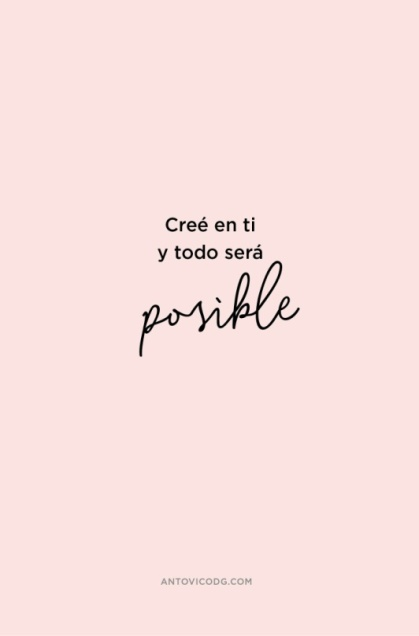 Creé en ti
y todo será
posible
ANTOVICODG.COM